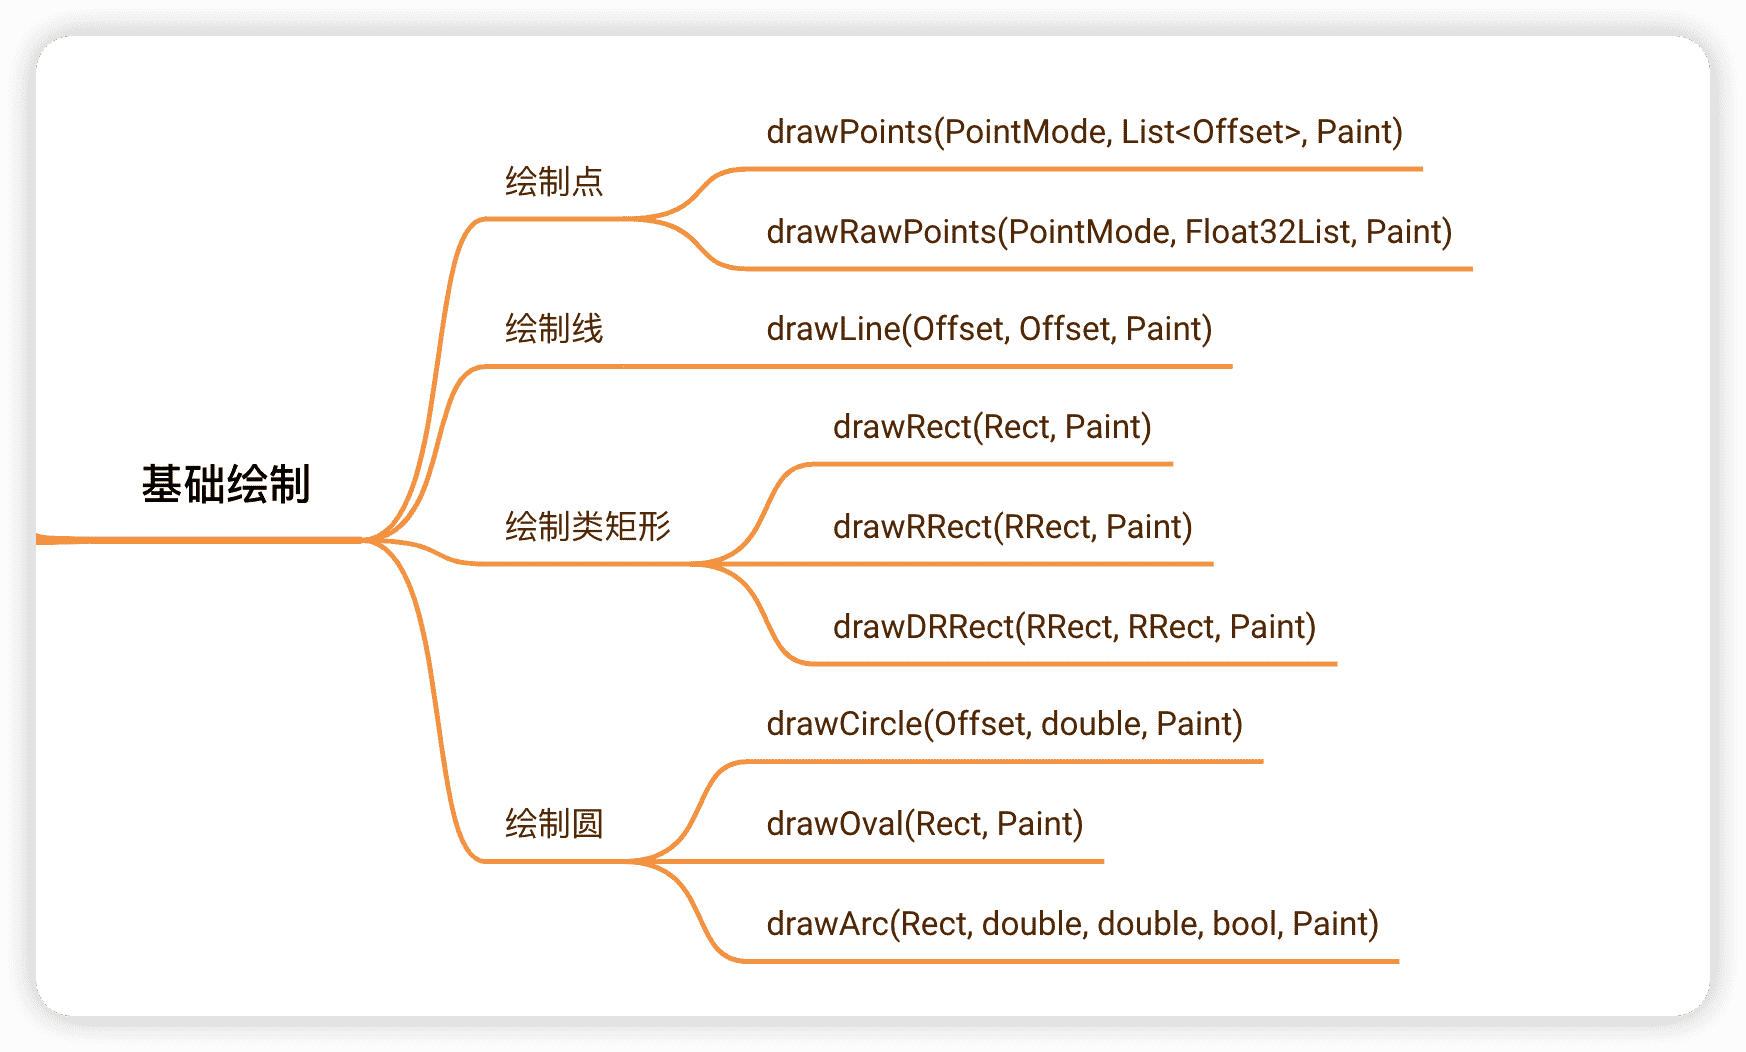 基础绘制
绘制点
drawPoints(PointMode, List<Offset>, Paint)
drawRawPoints(PointMode, Float32List, Paint)
绘制线
drawLine(Offset, Offset, Paint)
绘制类矩形
drawRect(Rect, Paint)
drawRRect(RRect, Paint)
drawDRRect(RRect, RRect, Paint)
绘制圆
drawCircle(Offset, double, Paint)
drawOval(Rect, Paint)
drawArc(Rect, double, double, bool, Paint)